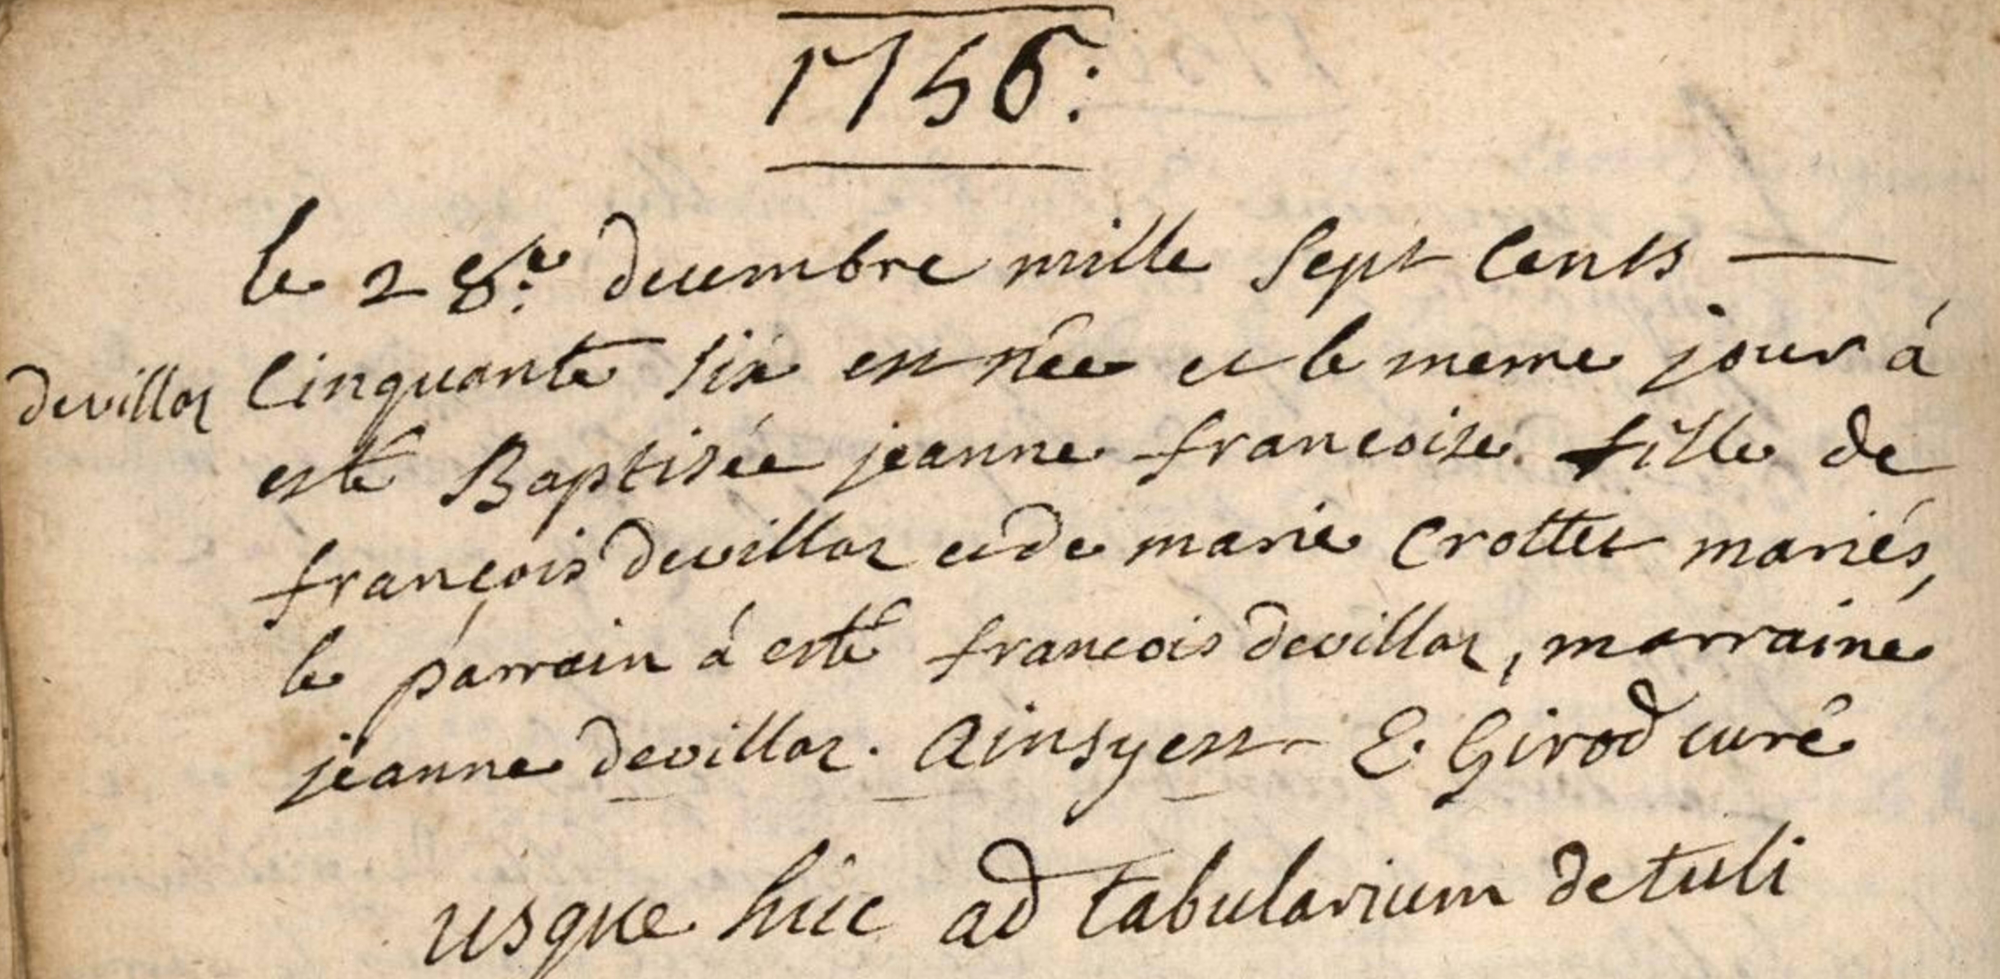 1756:
le 28.e decembre mille sept cents —
devillaz
cinquante six est née et le meme jour à
esté Baptisée jeanne francoise fille de
françois devillaz et de marie Crottet mariés,
le parrain à esté francois devillaz, marraine
jeanne devillaz. Ainsy est E. Girod curé
usque huc ad tabularium detuli